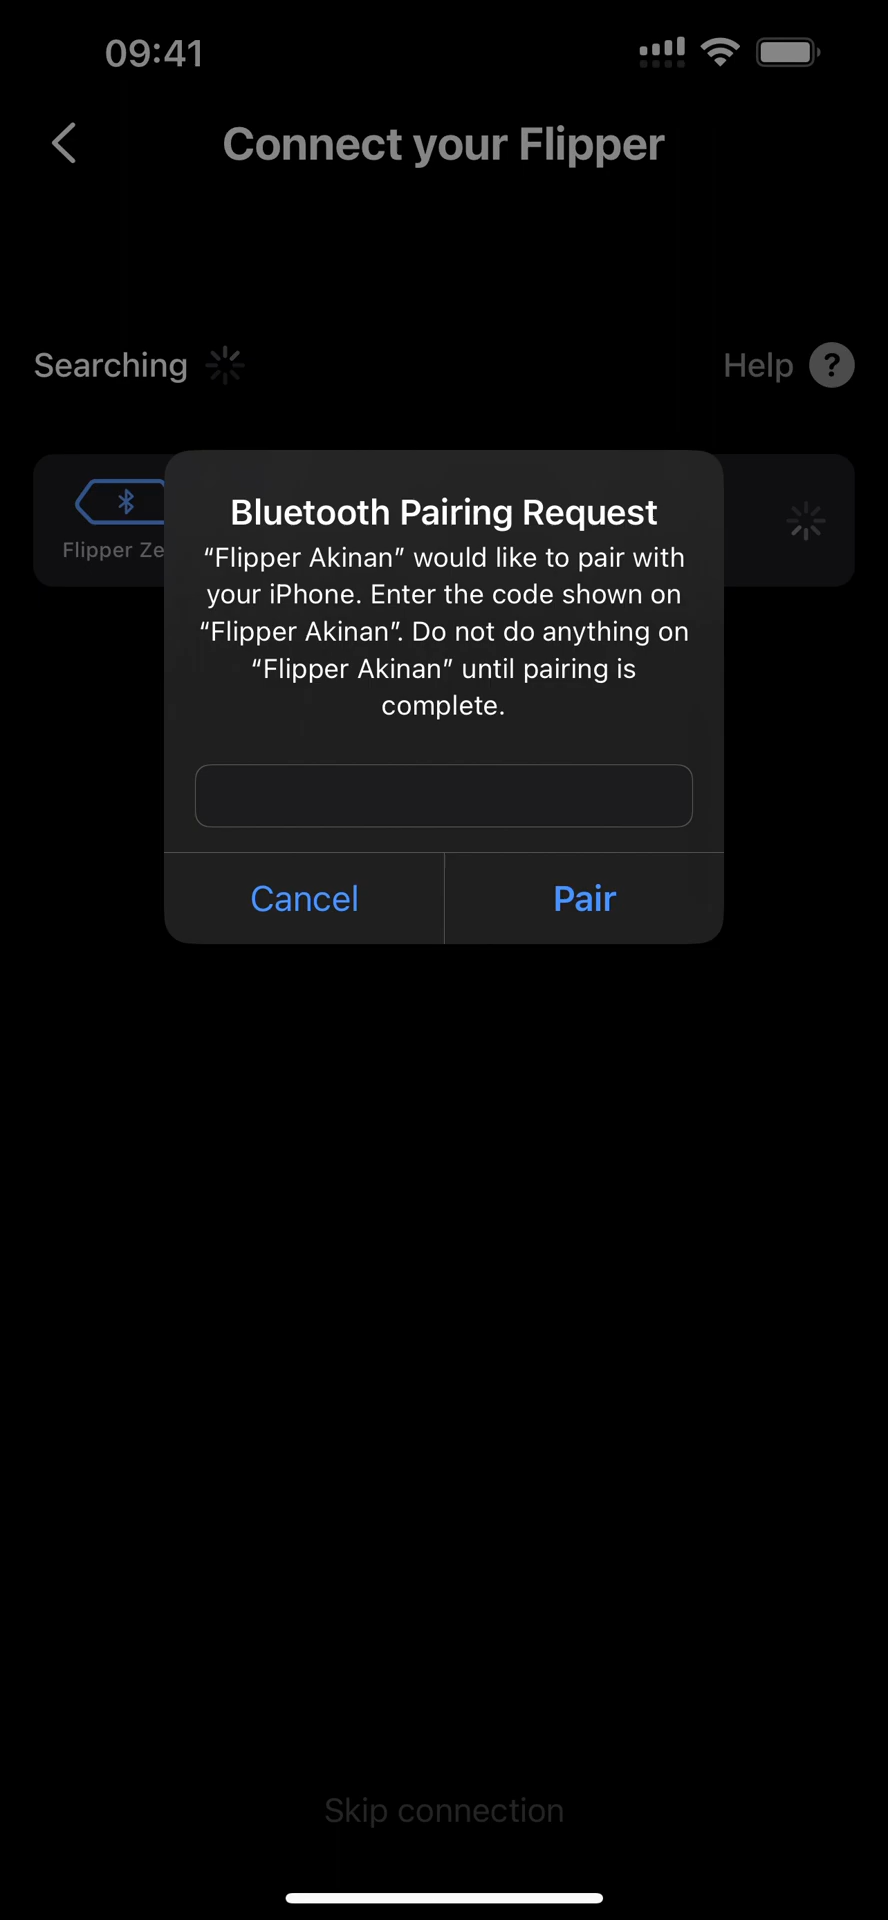 09:41
Connect your Flipper
Searching
Help ?
Bluetooth Pairing Request
“Flipper Akinan” would like to pair with
your iPhone. Enter the code shown on
“Flipper Akinan”. Do not do anything on
“Flipper Akinan” until pairing is
complete.
Flipper Ze
Cancel
Pair
Skip connection